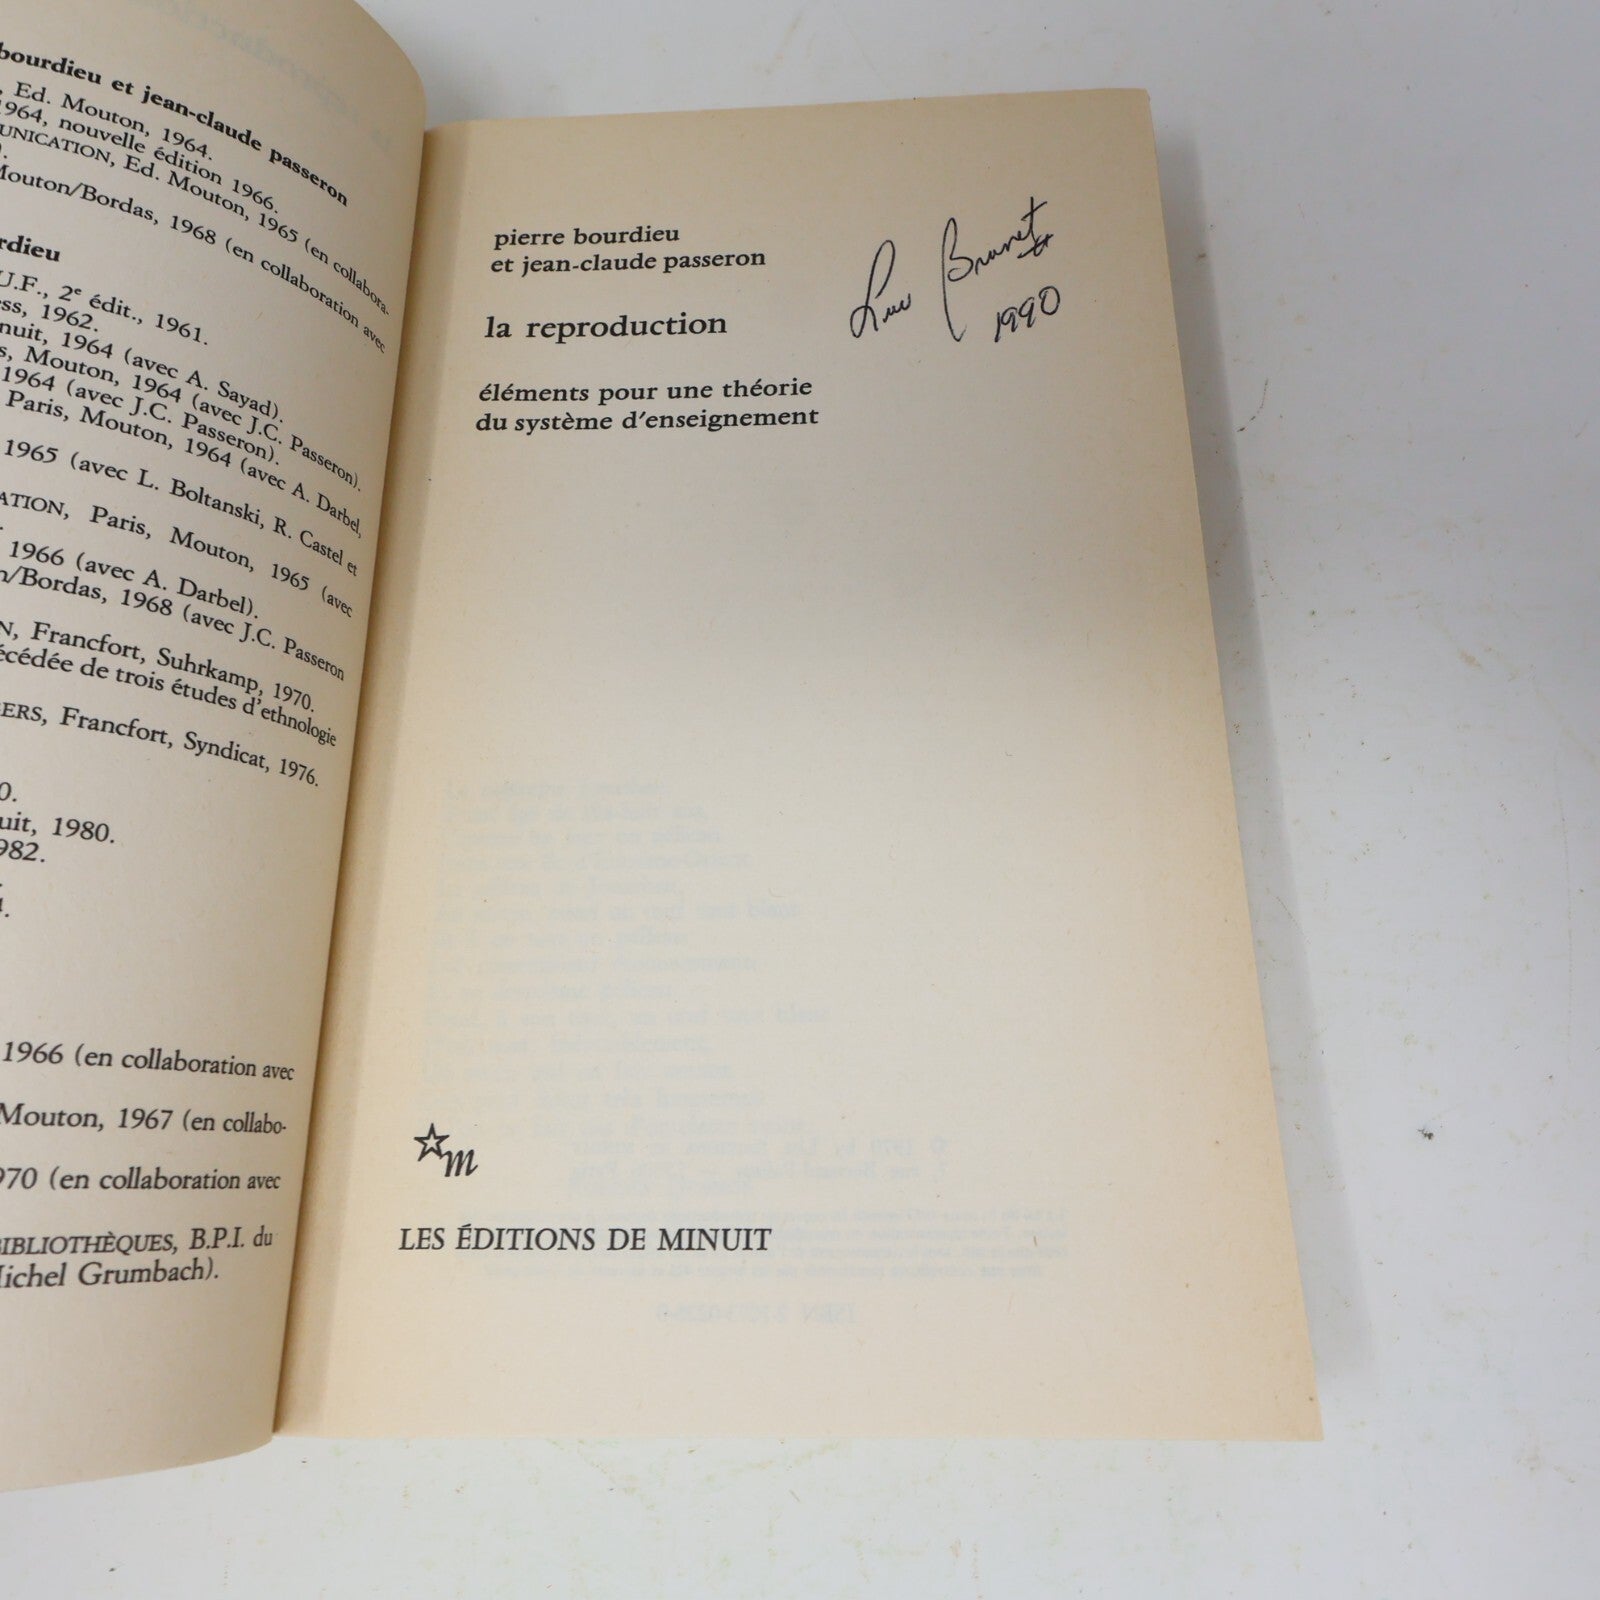 bourdieu et jean-claude passeron
Ed. Mouton, 1964.
1964, nouvelle édition 1966.
UNICATION, Ed. Mouton, 1965 (en collabora-
Mouton/Bordas, 1968 (en collaboration avec
rdieu
U.F., 2e édit., 1961.
ess, 1962.
nuit, 1964 (avec A. Sayad).
s, Mouton, 1964 (avec J.C. Passeron).
1964 (avec J.C. Passeron).
Paris, Mouton, 1964 (avec A. Darbel,
1965 (avec L. Boltanski, R. Castel et
ATION, Paris, Mouton, 1965 (avec
1966 (avec A. Darbel).
n/Bordas, 1968 (avec J.C. Passeron
N, Francfort, Suhrkamp, 1970.
écédée de trois études d'ethnologie
GERS, Francfort, Syndicat, 1976.
0.
uit, 1980.
982.
4.
1966 (en collaboration avec
Mouton, 1967 (en collabo-
970 (en collaboration avec
BIBLIOTHÈQUES, B.P.I. du
Michel Grumbach).
pierre bourdieu
et jean-claude passeron
Luc Brunet
1990
la reproduction
éléments pour une théorie
du système d'enseignement
m
LES ÉDITIONS DE MINUIT